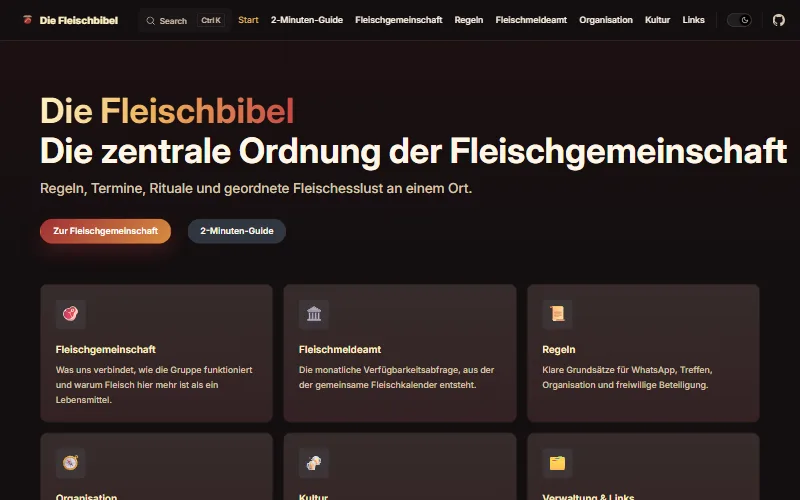 Die Fleischbibel
Search Ctrl K
Start 2-Minuten-Guide Fleischgemeinschaft Regeln Fleischmeldeamt Organisation Kultur Links
Die Fleischbibel
Die zentrale Ordnung der Fleischgemeinschaft
Regeln, Termine, Rituale und geordnete Fleischesslust an einem Ort.
Zur Fleischgemeinschaft
2-Minuten-Guide
Fleischgemeinschaft
Was uns verbindet, wie die Gruppe funktioniert
und warum Fleisch hier mehr ist als ein
Lebensmittel.
Fleischmeldeamt
Die monatliche Verfügbarkeitsabfrage, aus der
der gemeinsame Fleischkalender entsteht.
Regeln
Klare Grundsätze für WhatsApp, Treffen,
Organisation und freiwillige Beteiligung.
Organisation
Kultur
Verwaltung & Links